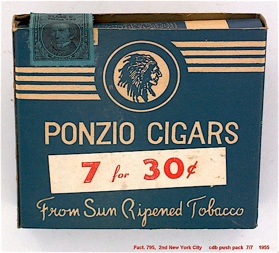 PONZIO CIGARS
7 for 30¢
From Sun Ripened Tobacco
Fact. 795, 2nd New York City cdb push pack 7/7 1955